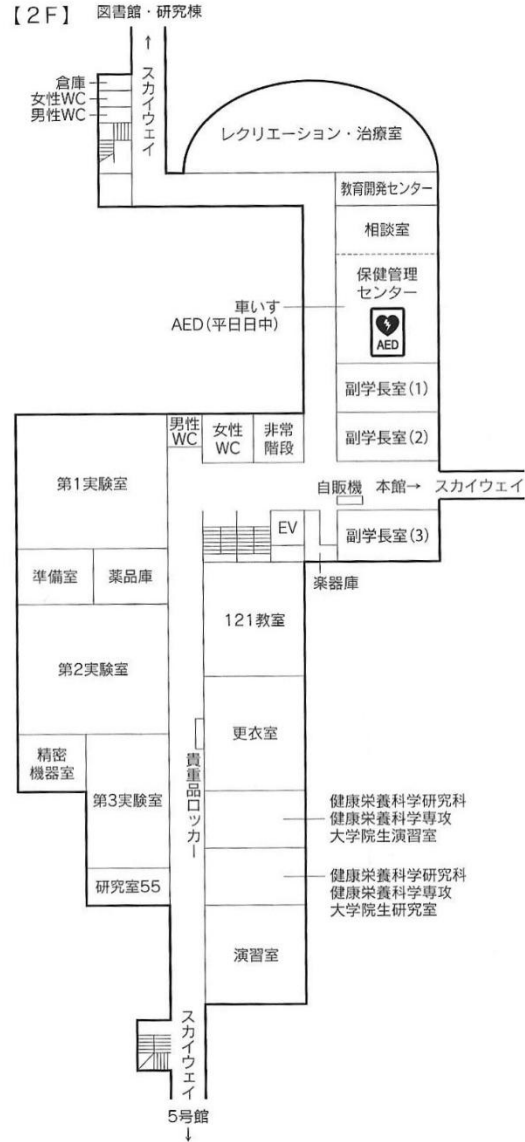 【2F】
図書館・研究棟
↑
スカイウェイ
倉庫
女性WC
男性WC
レクリエーション・治療室
教育開発センター
相談室
保健管理
センター
AED
車いす
AED(平日日中)
副学長室(1)
副学長室(2)
男性
WC
女性
WC
非常
階段
第1実験室
自販機
本館→ スカイウェイ
EV
副学長室(3)
楽器庫
準備室
薬品庫
121教室
第2実験室
更衣室
貴重品ロッカー
精密
機器室
第3実験室
健康栄養科学研究科
健康栄養科学専攻
大学院生演習室
研究室55
健康栄養科学研究科
健康栄養科学専攻
大学院生研究室
演習室
スカイウェイ
5号館
↓